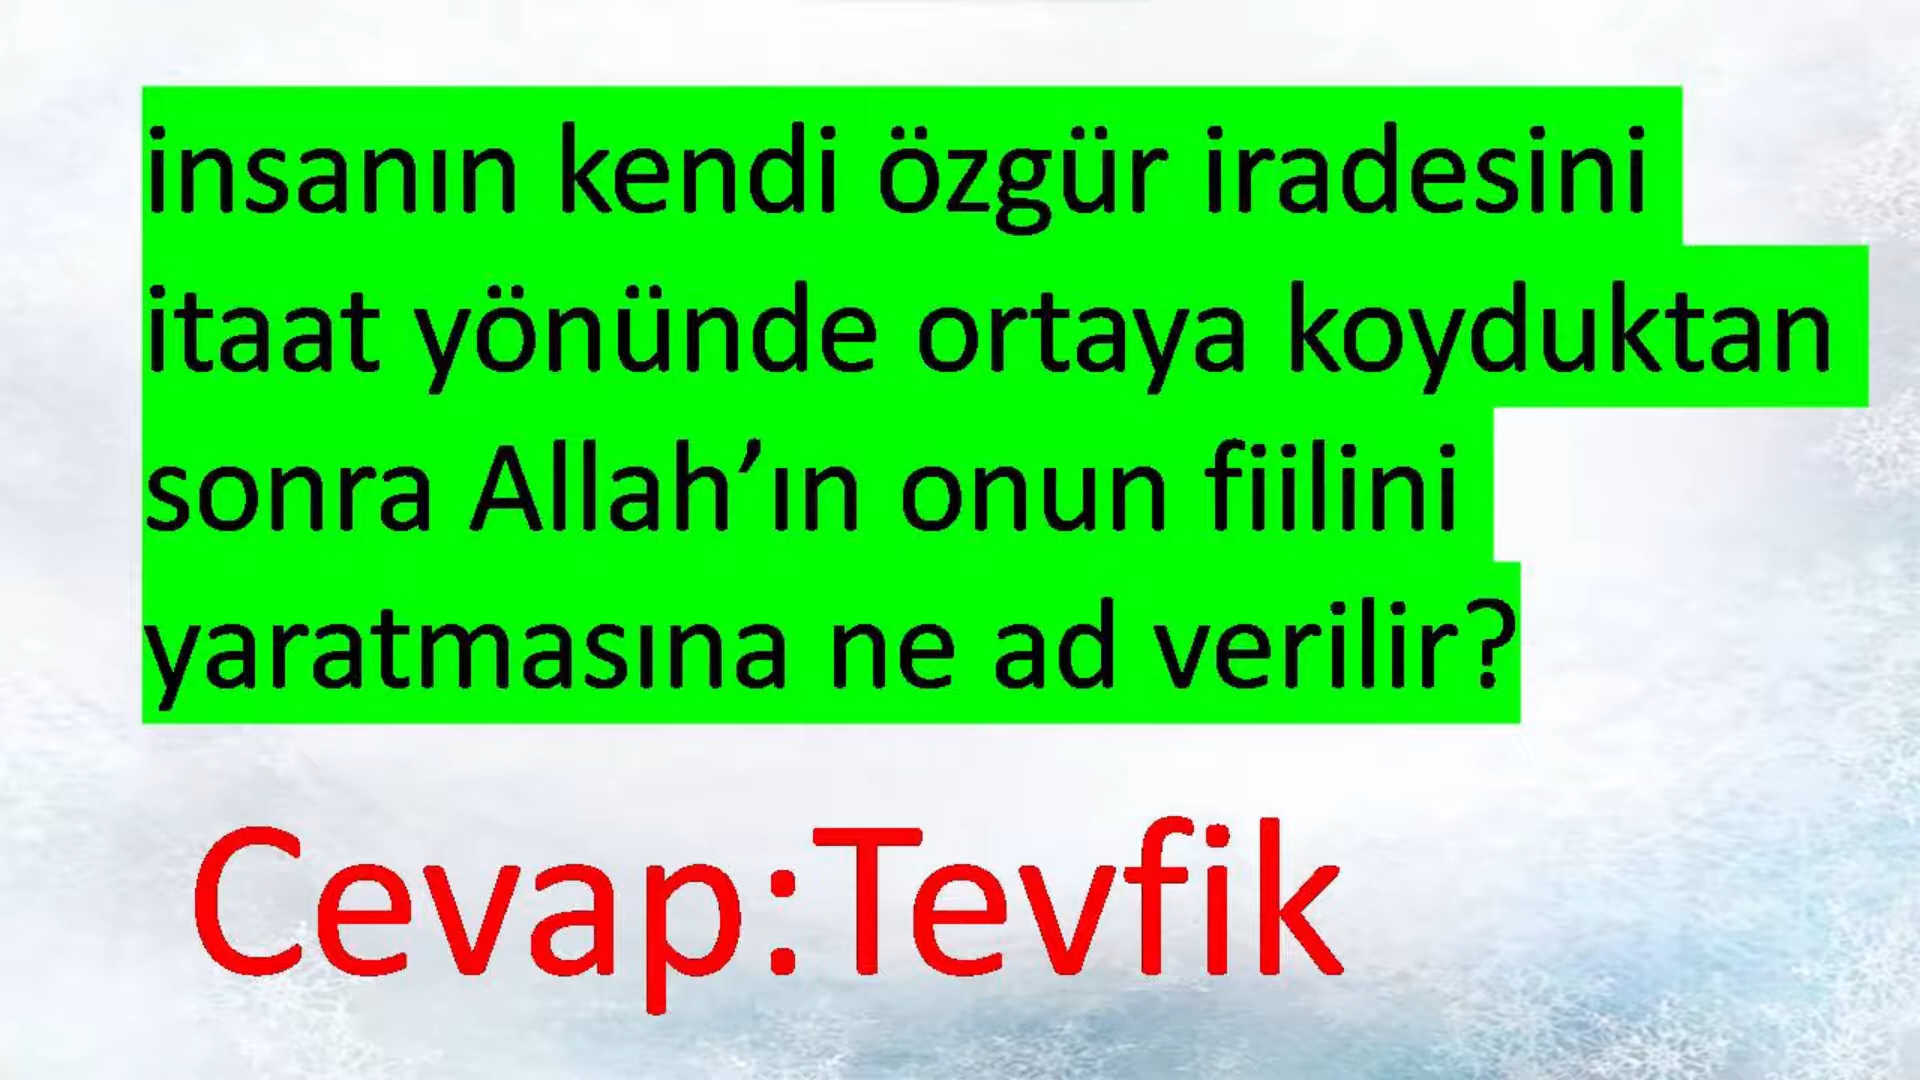 insanın kendi özgür iradesini
itaat yönünde ortaya koyduktan
sonra Allah’ın onun fiilini
yaratmasına ne ad verilir?
Cevap:Tevfik